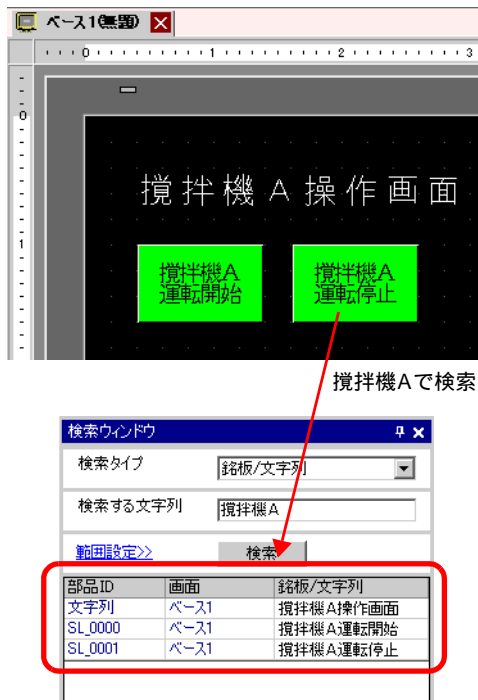 ベース1(無題)
0 1 2 3
0
1
撹拌機A操作画面
撹拌機A 撹拌機A
運転開始 運転停止
撹拌機Aで検索
検索ウィンドウ
検索タイプ 銘板/文字列
検索する文字列 撹拌機A
範囲設定>> 検索
部品ID 画面 銘板/文字列
文字列 ベース1 撹拌機A操作画面
SL_0000 ベース1 撹拌機A運転開始
SL_0001 ベース1 撹拌機A運転停止